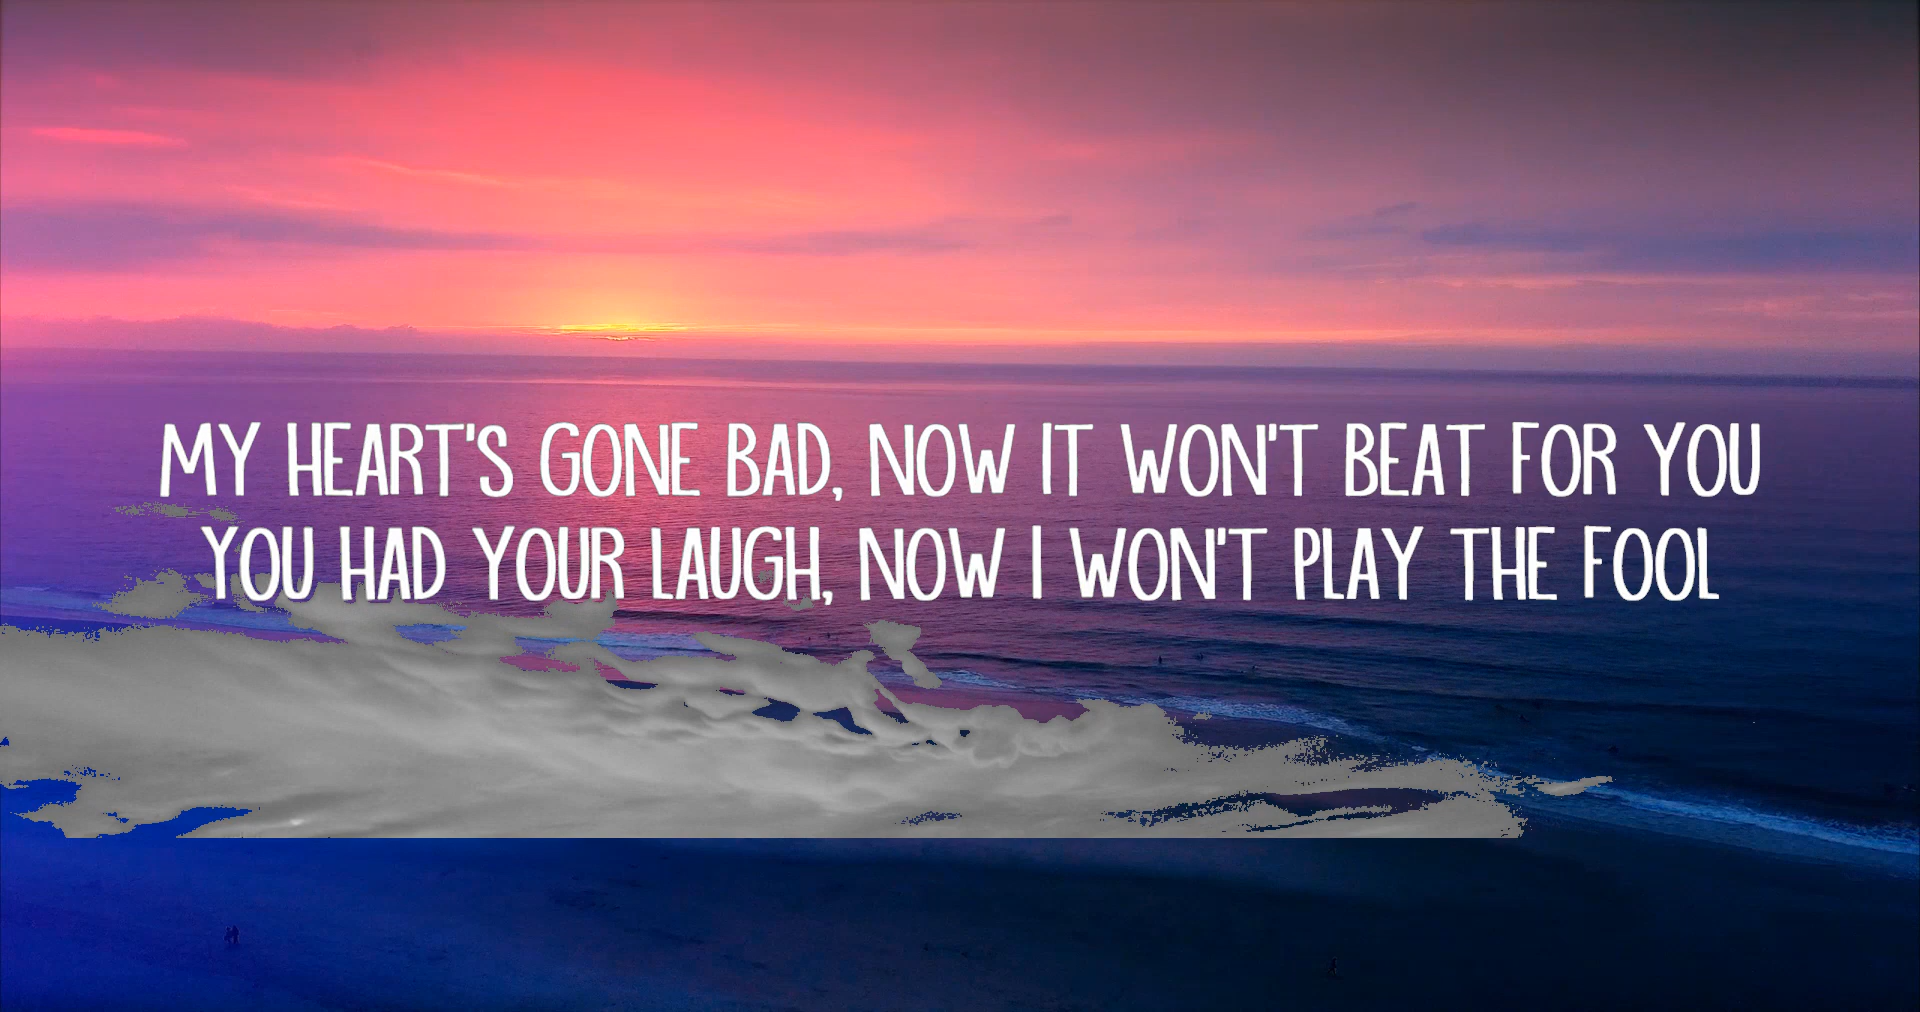 MY HEART'S GONE BAD, NOW IT WON'T BEAT FOR YOU
YOU HAD YOUR LAUGH, NOW I WON'T PLAY THE FOOL